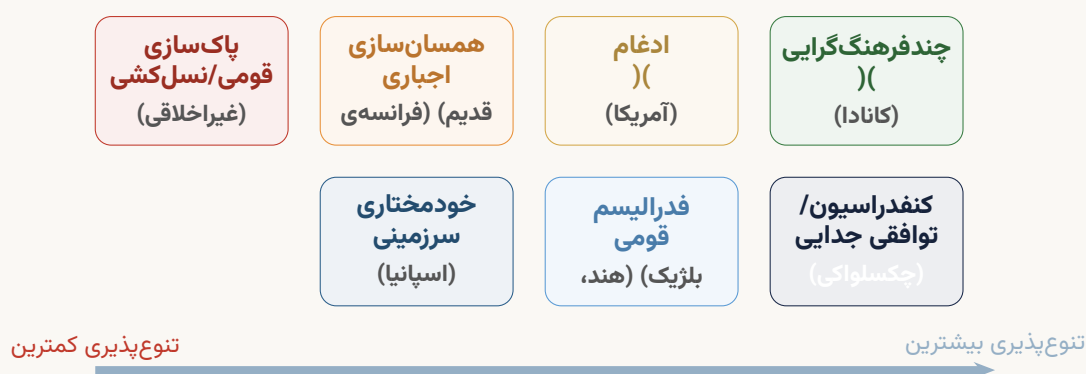 چندفرهنگ‌گرایی
)(
(کانادا)
ادغام
)(
(آمریکا)
همسان‌سازی
اجباری
قدیم) (فرانسه‌ی
پاک‌سازی
قومی/نسل‌کشی
(غیراخلاقی)
کنفدراسیون/
توافقی جدایی
(چکسلواکی)
فدرالیسم
قومی
بلژیک) (هند،
خودمختاری
سرزمینی
(اسپانیا)
تنوع‌پذیری بیشترین
تنوع‌پذیری کمترین